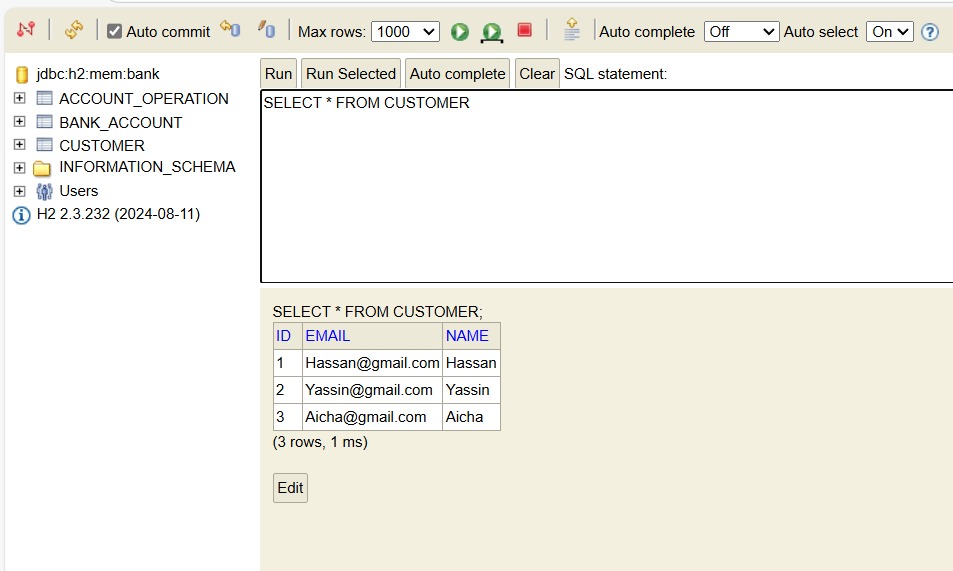 Auto commit Max rows: 1000 Auto complete Off Auto select On ?
jdbc:h2:mem:bank
ACCOUNT_OPERATION
BANK_ACCOUNT
CUSTOMER
INFORMATION_SCHEMA
Users
H2 2.3.232 (2024-08-11)
Run Run Selected Auto complete Clear SQL statement:
SELECT * FROM CUSTOMER
SELECT * FROM CUSTOMER;
ID EMAIL NAME
1 Hassan@gmail.com Hassan
2 Yassin@gmail.com Yassin
3 Aicha@gmail.com Aicha
(3 rows, 1 ms)
Edit